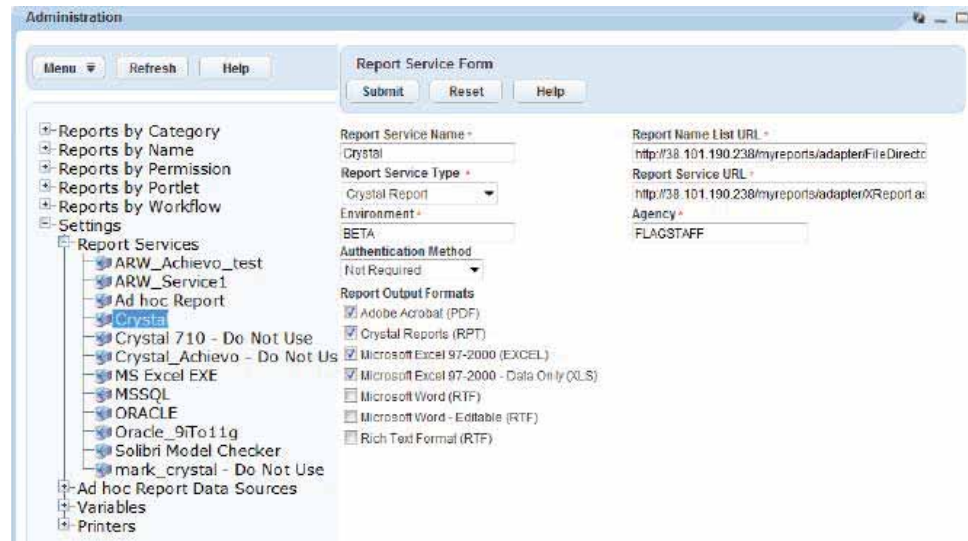 Administration
Menu
Refresh
Help
Report Service Form
Submit
Reset
Help
Reports by Category
Reports by Name
Reports by Permission
Reports by Portlet
Reports by Workflow
Settings
Report Services
ARW_Achievo_test
ARW_Service1
Ad hoc Report
Crystal
Crystal 710 - Do Not Use
Crystal_Achievo - Do Not Us
MS Excel EXE
MSSQL
ORACLE
Oracle_9iTo11g
Solibri Model Checker
mark_crystal - Do Not Use
Ad hoc Report Data Sources
Variables
Printers
Report Service Name *
Crystal
Report Service Type *
Crystal Report
Environment *
BETA
Authentication Method
Not Required
Report Output Formats
Adobe Acrobat (PDF)
Crystal Reports (RPT)
Microsoft Excel 97-2000 (EXCEL)
Microsoft Excel 97-2000 - Data Only (XLS)
Microsoft Word (RTF)
Microsoft Word - Editable (RTF)
Rich Text Format (RTF)
Report Name List URL *
http://38.101.190.238/myreports/adapter/FileDirectc
Report Service URL *
http://38.101.190.238/myreports/adapter/XReport.as
Agency *
FLAGSTAFF